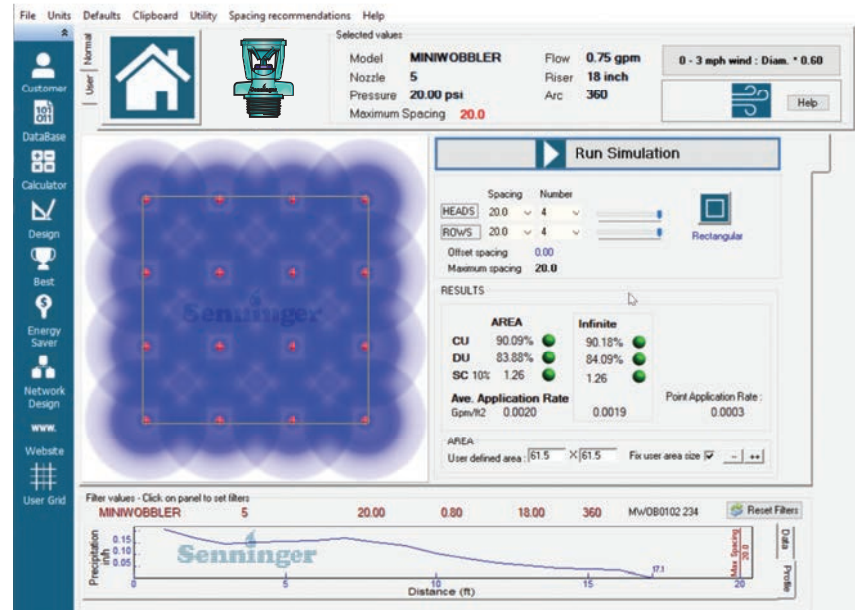 File Units Defaults Clipboard Utility Spacing recommendations Help
Normal
User
Customer
DataBase
Calculator
Design
Best
Energy
Saver
Network
Design
www.
Website
User Grid
Selected values
Model MINIWOBBLER Flow 0.75 gpm
Nozzle 5 Riser 18 inch
Pressure 20.00 psi Arc 360
Maximum Spacing 20.0
0 - 3 mph wind : Diam. * 0.60
Help
Senninger
Run Simulation
Spacing Number
HEADS 20.0 4
ROWS 20.0 4
Offset spacing 0.00
Maximum spacing 20.0
Rectangular
RESULTS
AREA Infinite
CU 90.09% 90.18%
DU 83.88% 84.09%
SC 10% 1.26 1.26
Ave. Application Rate
Gpm/ft2 0.0020 0.0019
Point Application Rate :
0.0003
AREA
User defined area : 61.5 X 61.5 Fix user area size - ++
Filter values - Click on panel to set filters
MINIWOBBLER 5 20.00 0.80 18.00 360 MWOB0102 234 Reset Filters
Precipitation
in/h
0.15
0.10
0.05
Senninger
17.1
Max Spacing
20.0
0 5 10 15 20
Distance (ft)
Data
Profile